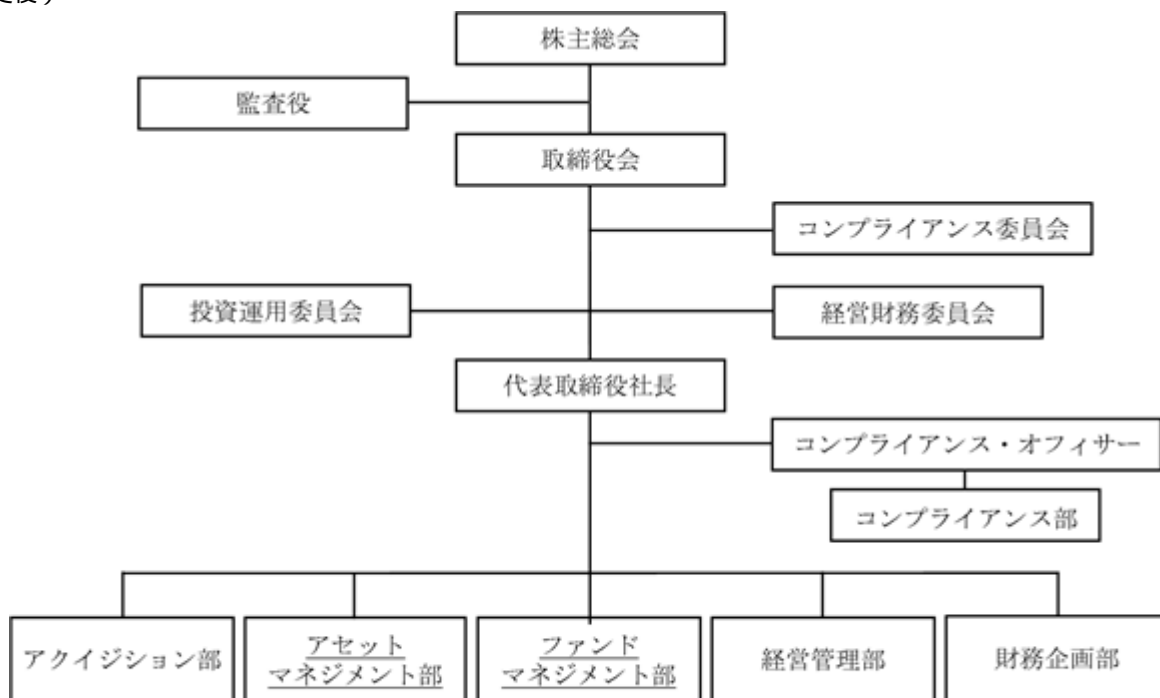 株主総会
監査役
取締役会
コンプライアンス委員会
投資運用委員会
経営財務委員会
代表取締役社長
コンプライアンス・オフィサー
コンプライアンス部
アクイジション部
アセット
マネジメント部
ファンド
マネジメント部
経営管理部
財務企画部